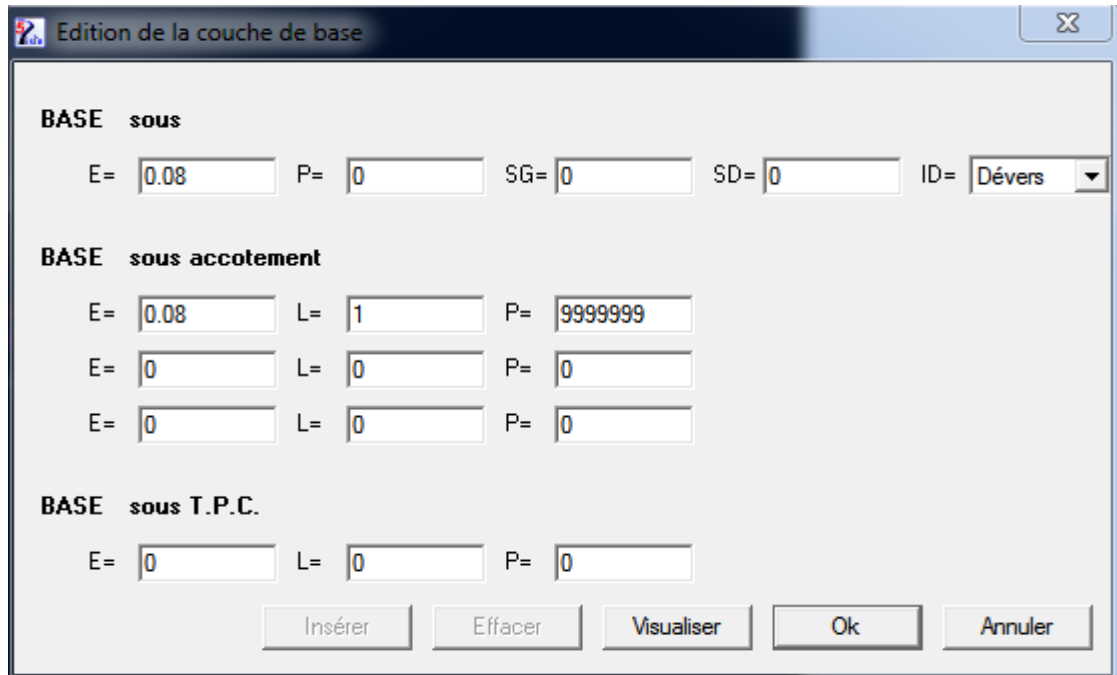 Edition de la couche de base
BASE sous
E= 0.08 P= 0 SG= 0 SD= 0 ID= Dévers
BASE sous accotement
E= 0.08 L= 1 P= 9999999
E= 0 L= 0 P= 0
E= 0 L= 0 P= 0
BASE sous T.P.C.
E= 0 L= 0 P= 0
Insérer Effacer Visualiser Ok Annuler